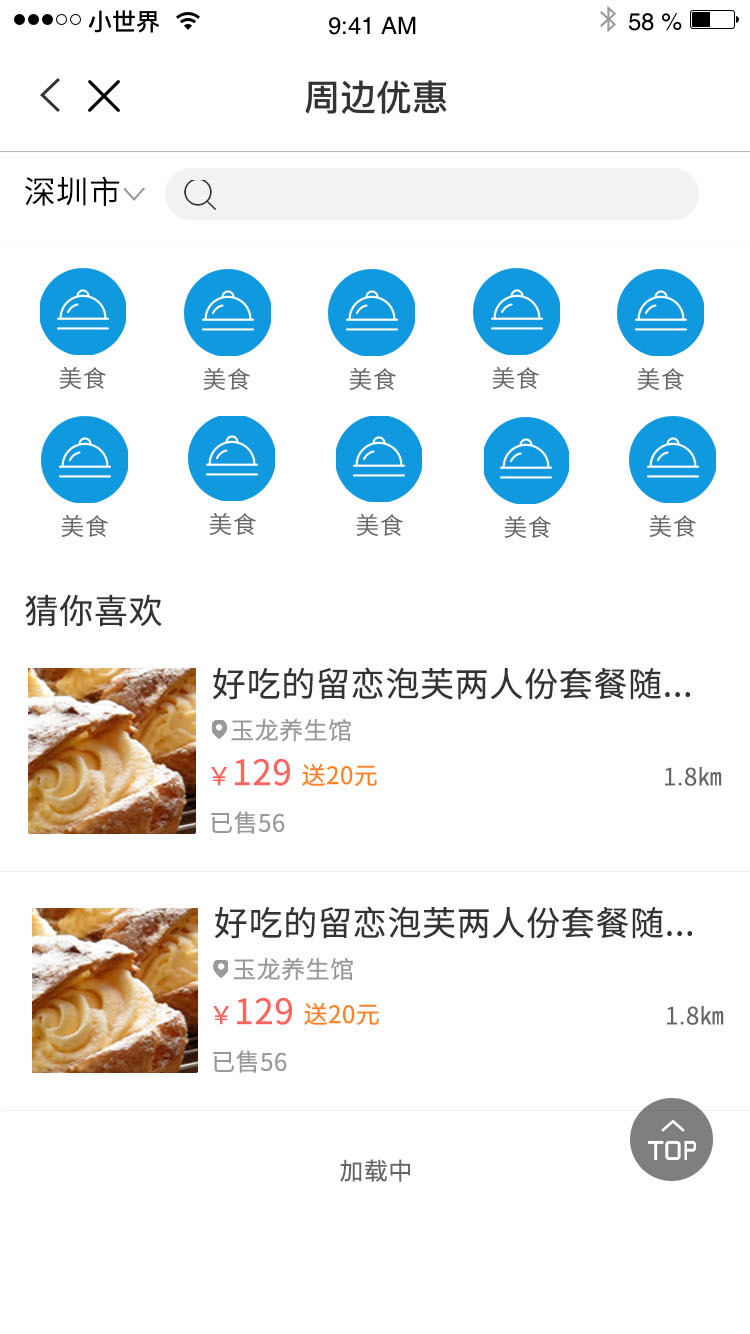 小世界 9:41 AM 58 %
周边优惠
深圳市
美食 美食 美食 美食 美食
美食 美食 美食 美食 美食
猜你喜欢
好吃的留恋泡芙两人份套餐随...
玉龙养生馆
￥129 送20元 1.8km
已售56
好吃的留恋泡芙两人份套餐随...
玉龙养生馆
￥129 送20元 1.8km
已售56
TOP
加载中